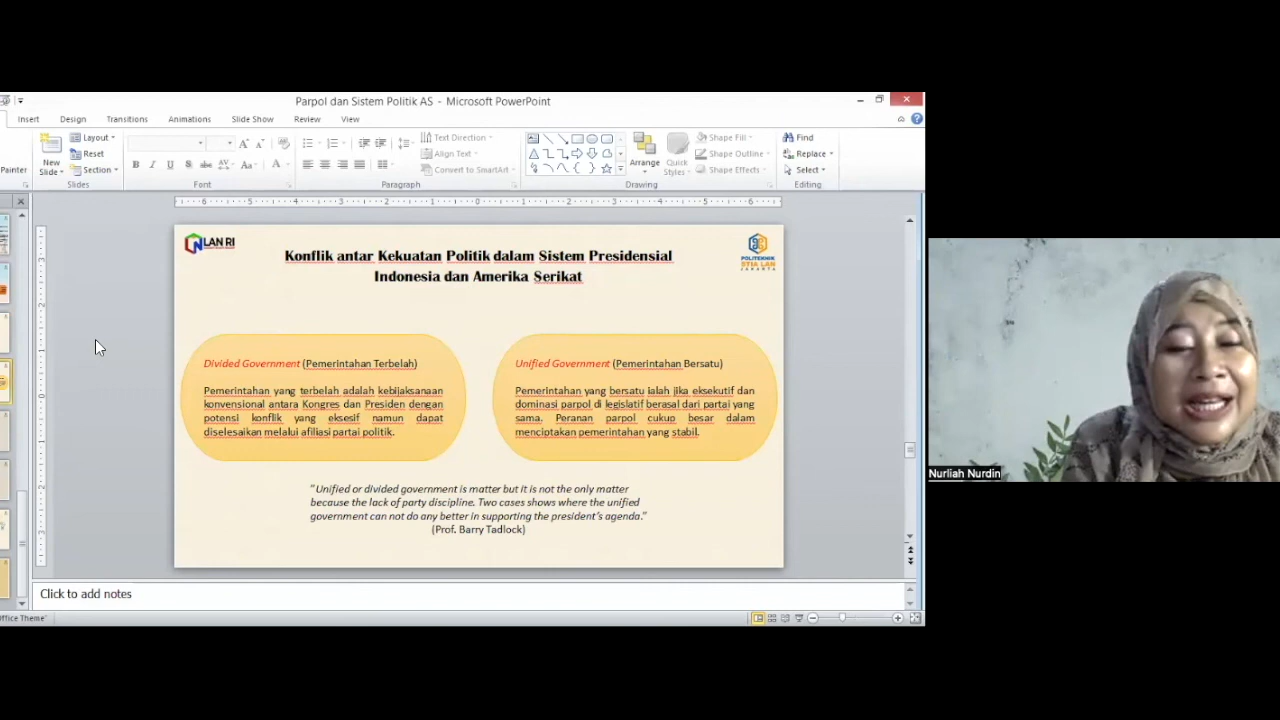 Parpol dan Sistem Politik AS - Microsoft PowerPoint
Insert Design Transitions Animations Slide Show Review View
Layout Text Direction Shape Fill Find
New Reset Align Text Arrange Quick Shape Outline Replace
Painter Slide Section Convert to SmartArt Styles Shape Effects Select
Slides Font Paragraph Drawing Editing
LAN RI
POLITEKNIK
STIA LAN
JAKARTA
Konflik antar Kekuatan Politik dalam Sistem Presidensial
Indonesia dan Amerika Serikat
Divided Government (Pemerintahan Terbelah)
Pemerintahan yang terbelah adalah kebijaksanaan
konvensional antara Kongres dan Presiden dengan
potensi konflik yang eksesif namun dapat
diselesaikan melalui afiliasi partai politik.
Unified Government (Pemerintahan Bersatu)
Pemerintahan yang bersatu ialah jika eksekutif dan
dominasi parpol di legislatif berasal dari partai yang
sama. Peranan parpol cukup besar dalam
menciptakan pemerintahan yang stabil.
"Unified or divided government is matter but it is not the only matter
because the lack of party discipline. Two cases shows where the unified
government can not do any better in supporting the president's agenda."
(Prof. Barry Tadlock)
Click to add notes
Office Theme"
Nurliah Nurdin